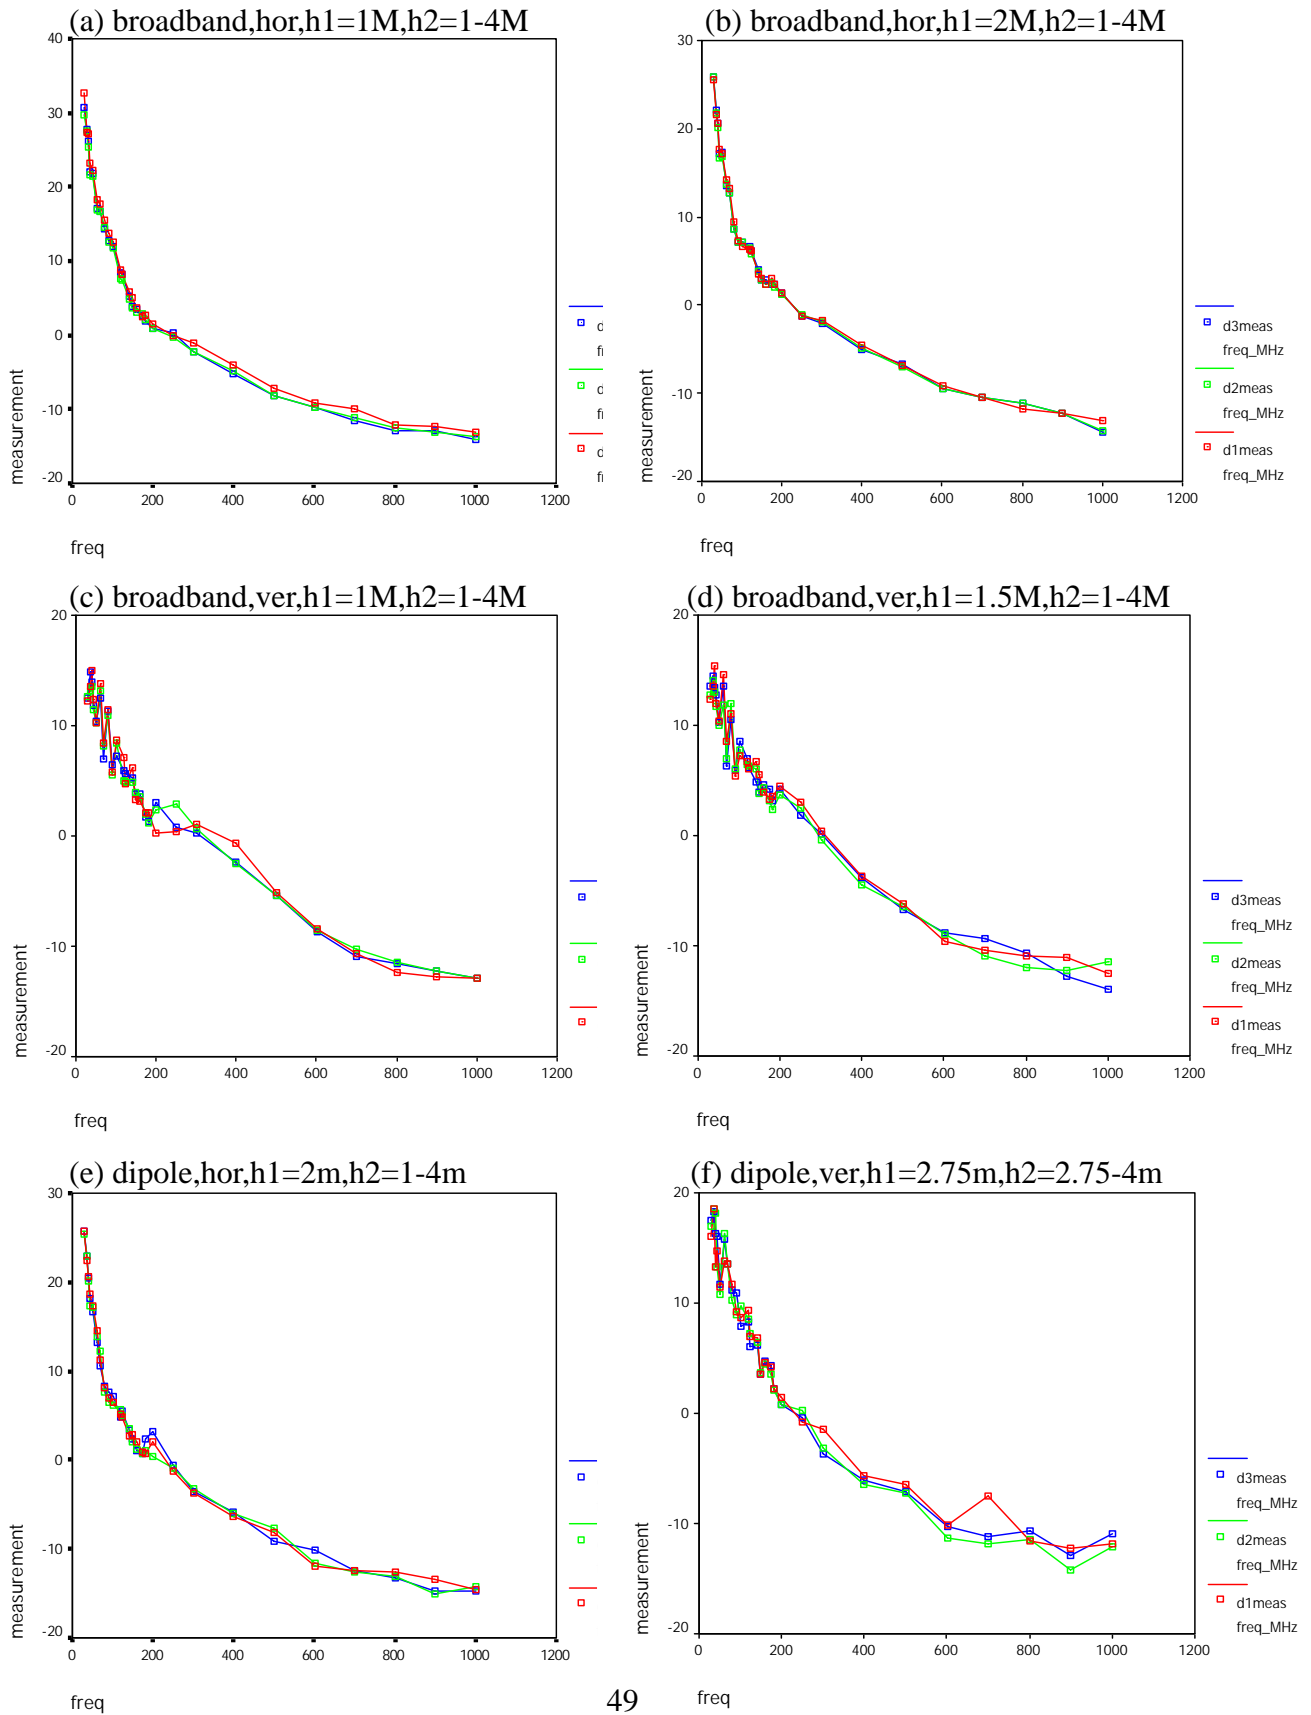 (a) broadband,hor,h1=1M,h2=1-4M
40
30
20
10
0
-10
-20
measurement
0
200
400
600
800
1000
1200
freq
d
fr
d
fr
d
fr
(b) broadband,hor,h1=2M,h2=1-4M
30
20
10
0
-10
-20
measurement
0
200
400
600
800
1000
1200
freq
d3meas
freq_MHz
d2meas
freq_MHz
d1meas
freq_MHz
(c) broadband,ver,h1=1M,h2=1-4M
20
10
0
-10
-20
measurement
0
200
400
600
800
1000
1200
freq
(d) broadband,ver,h1=1.5M,h2=1-4M
20
10
0
-10
-20
measurement
0
200
400
600
800
1000
1200
freq
d3meas
freq_MHz
d2meas
freq_MHz
d1meas
freq_MHz
(e) dipole,hor,h1=2m,h2=1-4m
30
20
10
0
-10
-20
measurement
0
200
400
600
800
1000
1200
freq
(f) dipole,ver,h1=2.75m,h2=2.75-4m
20
10
0
-10
-20
measurement
0
200
400
600
800
1000
1200
freq
d3meas
freq_MHz
d2meas
freq_MHz
d1meas
freq_MHz
49